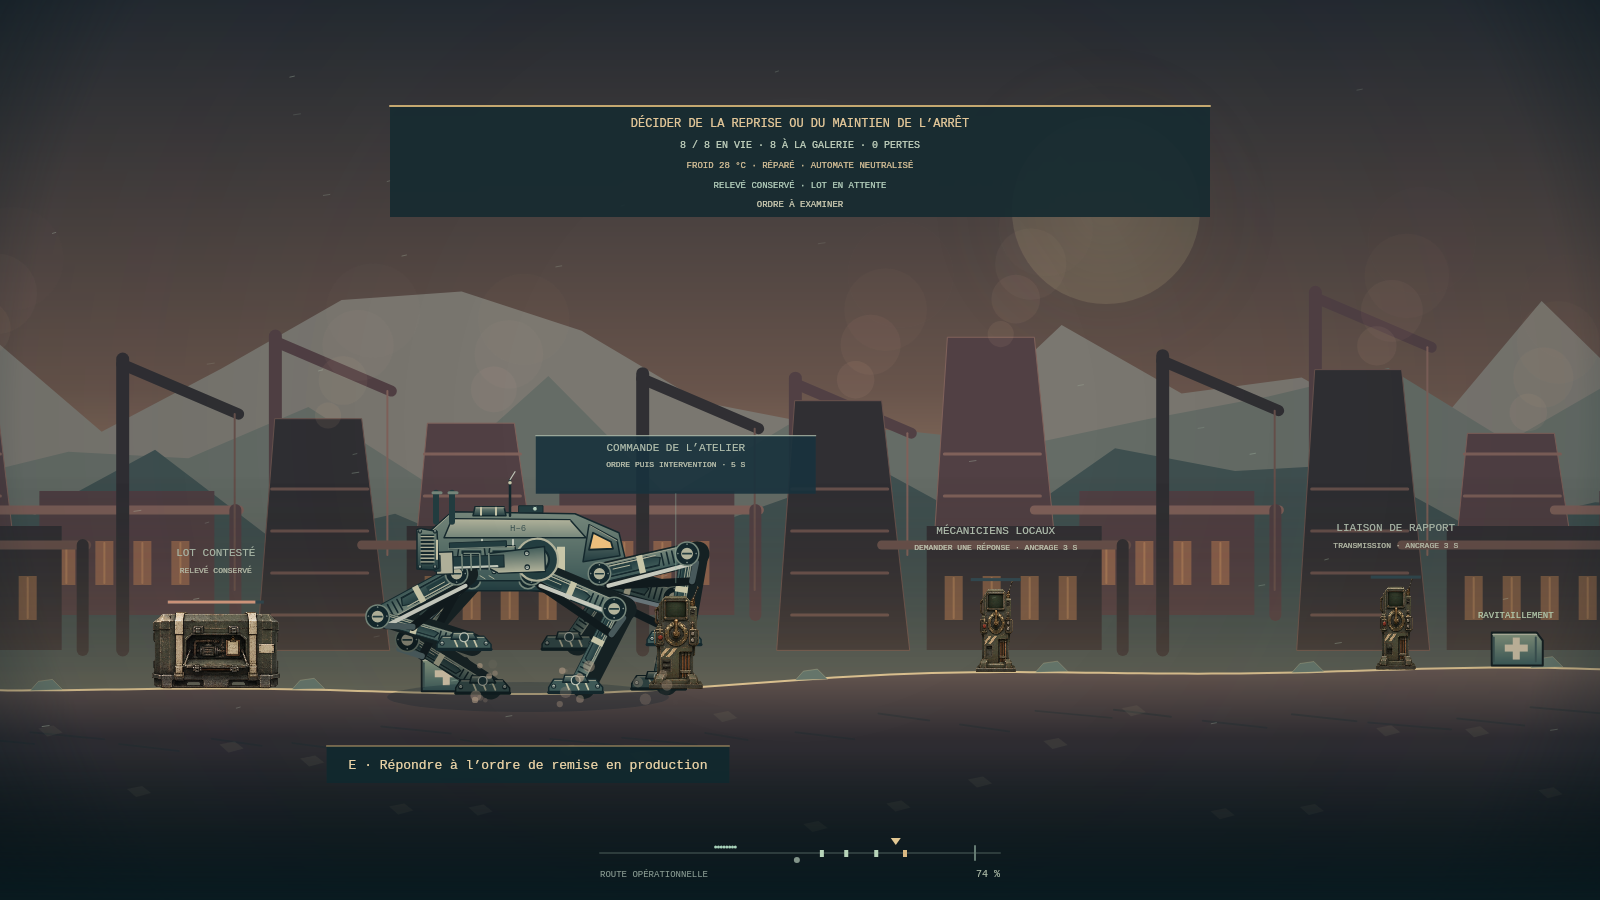 DÉCIDER DE LA REPRISE OU DU MAINTIEN DE L’ARRÊT
8 / 8 EN VIE · 8 À LA GALERIE · 0 PERTES
FROID 28 °C · RÉPARÉ · AUTOMATE NEUTRALISÉ
RELEVÉ CONSERVÉ · LOT EN ATTENTE
ORDRE À EXAMINER
COMMANDE DE L’ATELIER
ORDRE PUIS INTERVENTION · 5 S
H-6
LOT CONTESTÉ
RELEVÉ CONSERVÉ
MÉCANICIENS LOCAUX
DEMANDER UNE RÉPONSE · ANCRAGE 3 S
LIAISON DE RAPPORT
TRANSMISSION · ANCRAGE 3 S
RAVITAILLEMENT
E · Répondre à l’ordre de remise en production
ROUTE OPÉRATIONNELLE
74 %